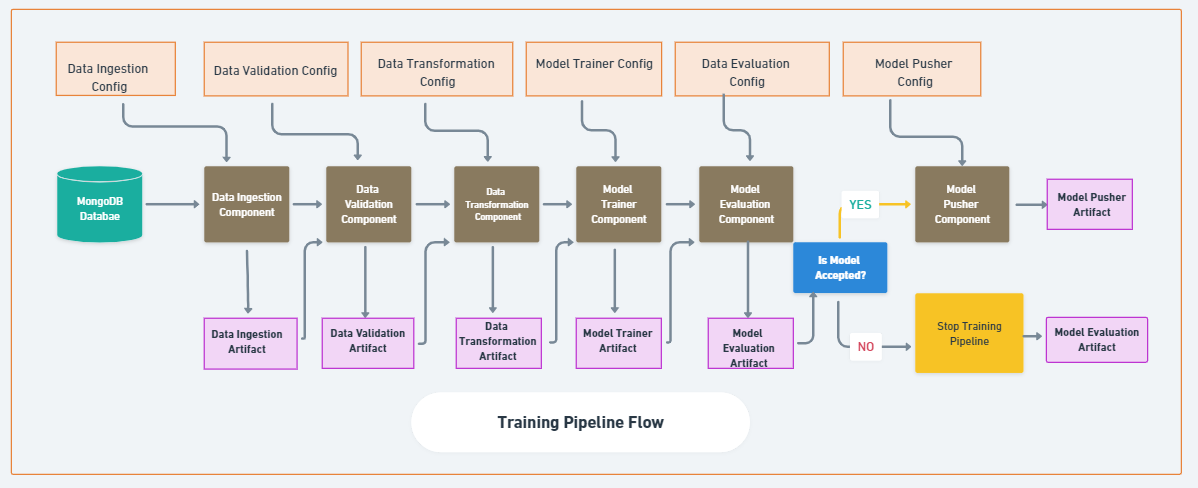 Data Ingestion
Config
Data Validation Config
Data Transformation
Config
Model Trainer Config
Data Evaluation
Config
Model Pusher
Config
MongoDB
Databae
Data Ingestion
Component
Data
Validation
Component
Data
Transformation
Component
Model
Trainer
Component
Model
Evaluation
Component
YES
Model
Pusher
Component
Model Pusher
Artifact
Is Model
Accepted?
Data Ingestion
Artifact
Data Validation
Artifact
Data
Transformation
Artifact
Model Trainer
Artifact
Model
Evaluation
Artifact
NO
Stop Training
Pipeline
Model Evaluation
Artifact
Training Pipeline Flow